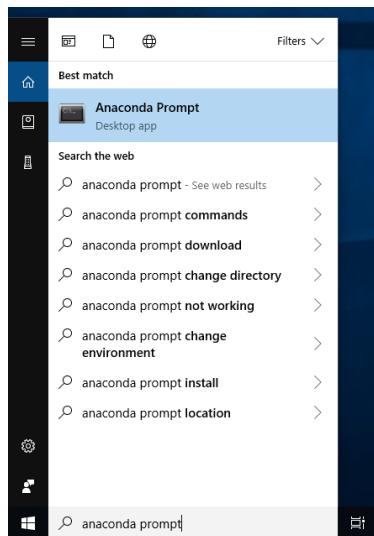 Filters
Best match
Anaconda Prompt
Desktop app
Search the web
anaconda prompt - See web results
anaconda prompt commands
anaconda prompt download
anaconda prompt change directory
anaconda prompt not working
anaconda prompt change
environment
anaconda prompt install
anaconda prompt location
anaconda prompt